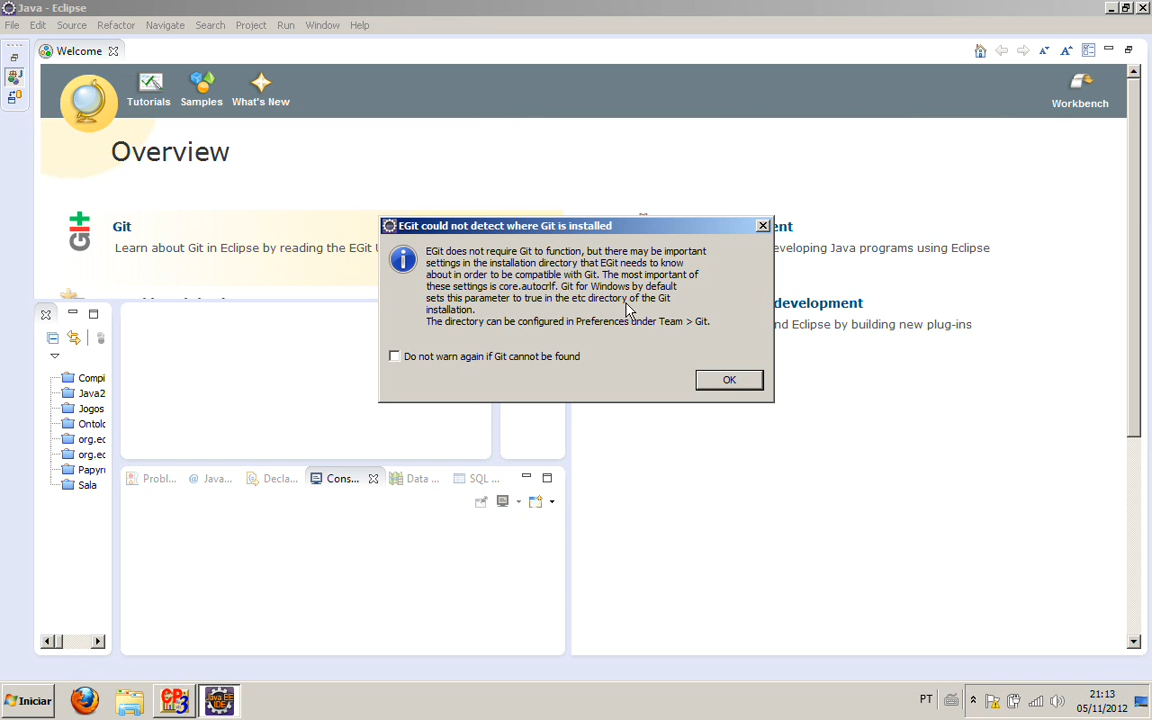 Java - Eclipse
File Edit Source Refactor Navigate Search Project Run Window Help
Welcome
Tutorials Samples What's New Workbench
Overview
Git
Learn about Git in Eclipse by reading the EGit U
ent
eveloping Java programs using Eclipse
development
nd Eclipse by building new plug-ins
EGit could not detect where Git is installed
EGit does not require Git to function, but there may be important
settings in the installation directory that EGit needs to know
about in order to be compatible with Git. The most important of
these settings is core.autocrlf. Git for Windows by default
sets this parameter to true in the etc directory of the Git
installation.
The directory can be configured in Preferences under Team > Git.
Do not warn again if Git cannot be found
OK
Compi
Java2
Jogos
Ontolo
org.ec
org.ec
Papyru
Sala
Probl... @ Java... Decla... Cons... Data ... SQL ...
Iniciar
GP3
Java EE
IDE
PT
21:13
05/11/2012